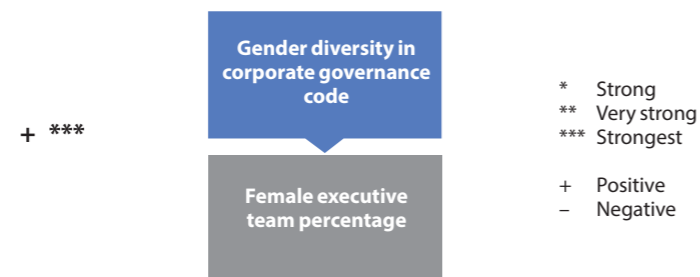 Gender diversity in
corporate governance
code
+ ***
Female executive
team percentage
* Strong
** Very strong
*** Strongest
+ Positive
– Negative